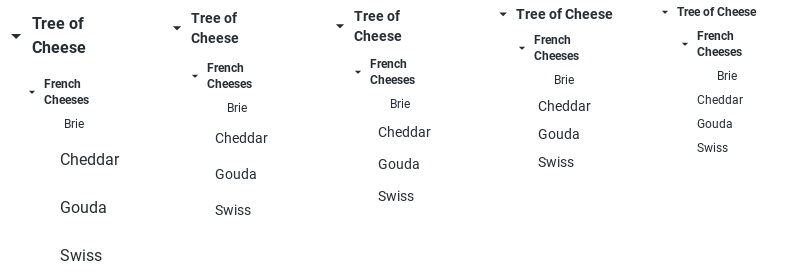 Tree of
Cheese
French
Cheeses
Brie
Cheddar
Gouda
Swiss
Tree of
Cheese
French
Cheeses
Brie
Cheddar
Gouda
Swiss
Tree of
Cheese
French
Cheeses
Brie
Cheddar
Gouda
Swiss
Tree of Cheese
French
Cheeses
Brie
Cheddar
Gouda
Swiss
Tree of Cheese
French
Cheeses
Brie
Cheddar
Gouda
Swiss